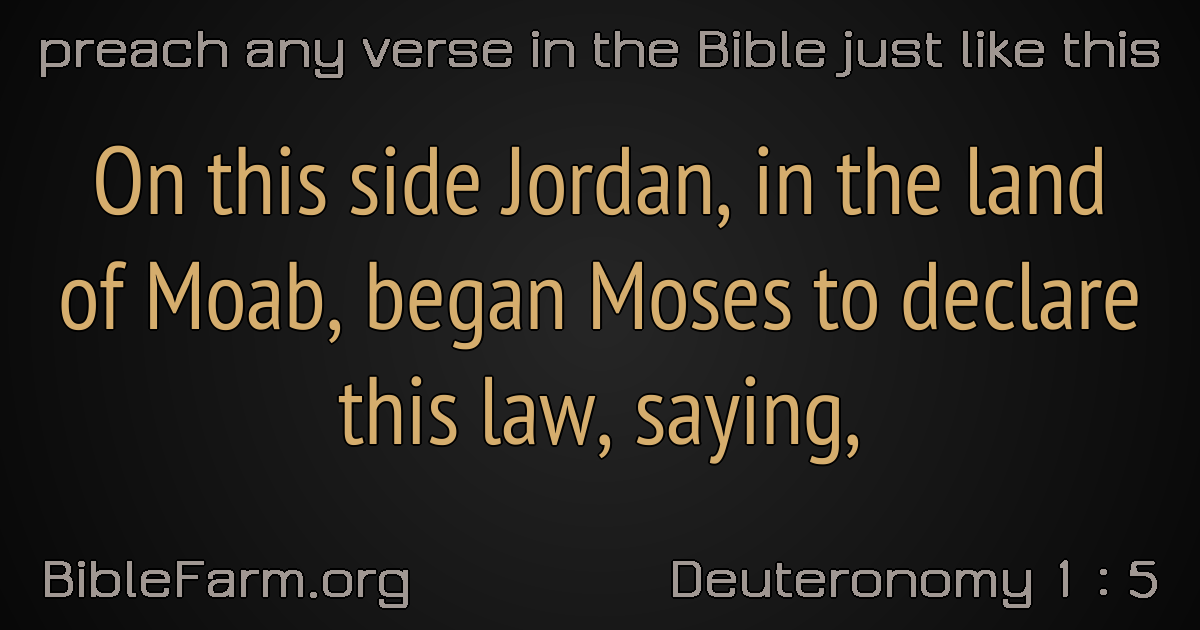 preach any verse in the Bible just like this
On this side Jordan, in the land
of Moab, began Moses to declare
this law, saying,
BibleFarm.org
Deuteronomy 1 : 5